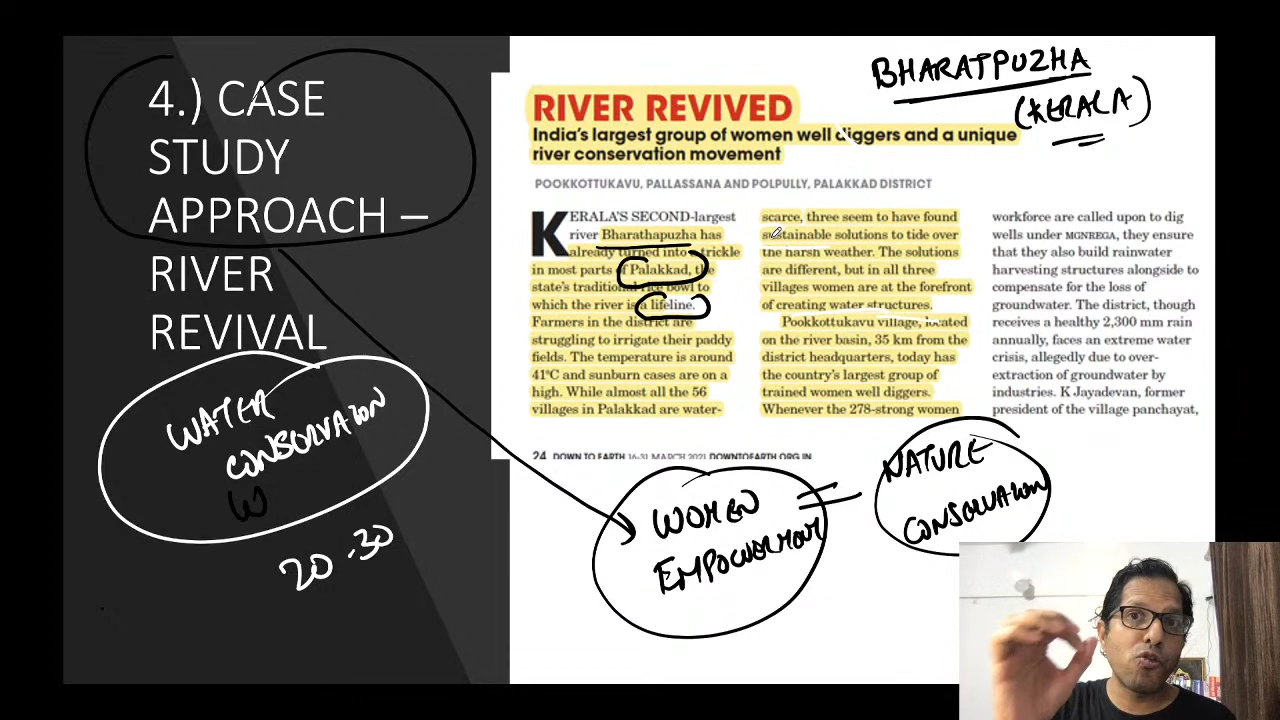 4.) CASE
STUDY
APPROACH –
RIVER
REVIVAL
WATER
CONSERVATION
W
20-30
BHARATPUZHA
(KERALA)
RIVER REVIVED
India's largest group of women well diggers and a unique
river conservation movement
POOKKOTTUKAVU, PALLASSANA AND POLPULLY, PALAKKAD DISTRICT
KERALA'S SECOND-largest
river Bharathapuzha has
already turned into a trickle
in most parts of Palakkad, the
state's traditional rice bowl to
which the river is a lifeline.
Farmers in the district are
struggling to irrigate their paddy
fields. The temperature is around
41°C and sunburn cases are on a
high. While almost all the 56
villages in Palakkad are water-
scarce, three seem to have found
sustainable solutions to tide over
the harsh weather. The solutions
are different, but in all three
villages women are at the forefront
of creating water structures.
Pookkottukavu village, located
on the river basin, 35 km from the
district headquarters, today has
the country's largest group of
trained women well diggers.
Whenever the 278-strong women
workforce are called upon to dig
wells under MGNREGA, they ensure
that they also build rainwater
harvesting structures alongside to
compensate for the loss of
groundwater. The district, though
receives a healthy 2,300 mm rain
annually, faces an extreme water
crisis, allegedly due to over-
extraction of groundwater by
industries. K Jayadevan, former
president of the village panchayat,
24 DOWN TO EARTH 16-31 MARCH 2021 DOWNTOEARTH.ORG.IN
WOMEN
EMPOWERMENT
=
NATURE
CONSERVATION